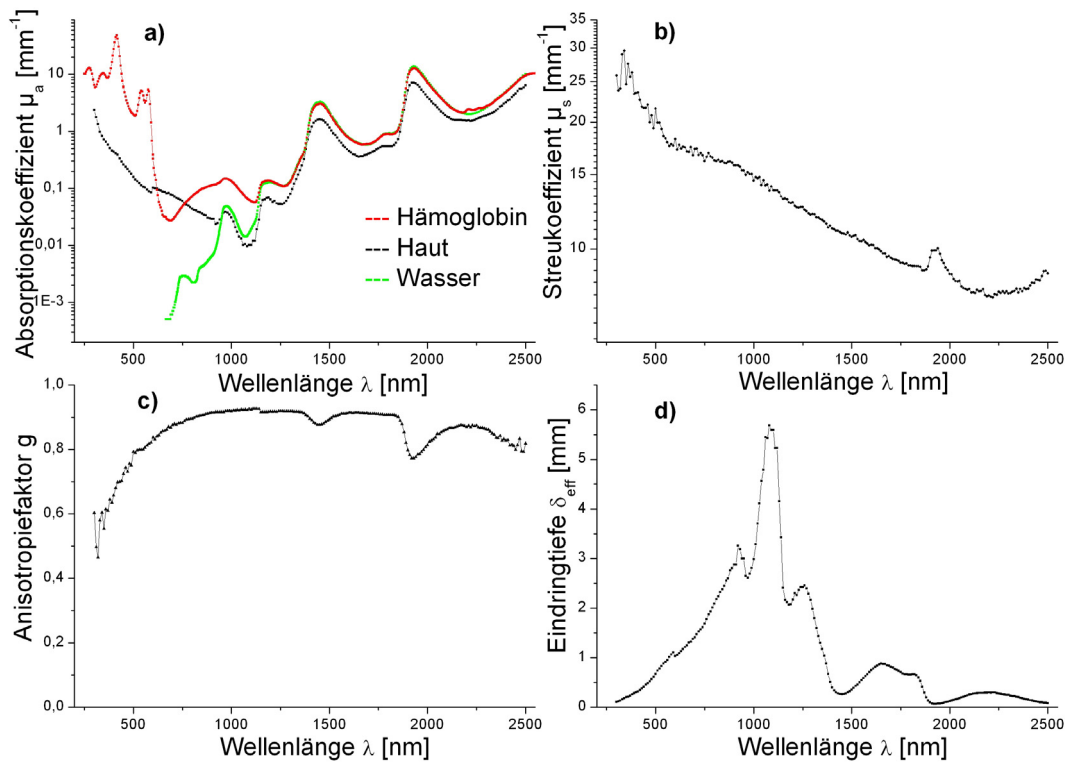 a)
Absorptionskoeffizient μa [mm-1]
10
1
0,1
0,01
1E-3
Hämoglobin
Haut
Wasser
500 1000 1500 2000 2500
Wellenlänge λ [nm]
b)
Streukoeffizient μs [mm-1]
35
30
25
20
15
10
500 1000 1500 2000 2500
Wellenlänge λ [nm]
c)
Anisotropiefaktor g
1,0
0,8
0,6
0,4
0,2
0,0
500 1000 1500 2000 2500
Wellenlänge λ [nm]
d)
Eindringtiefe δeff [mm]
6
5
4
3
2
1
0
500 1000 1500 2000 2500
Wellenlänge λ [nm]